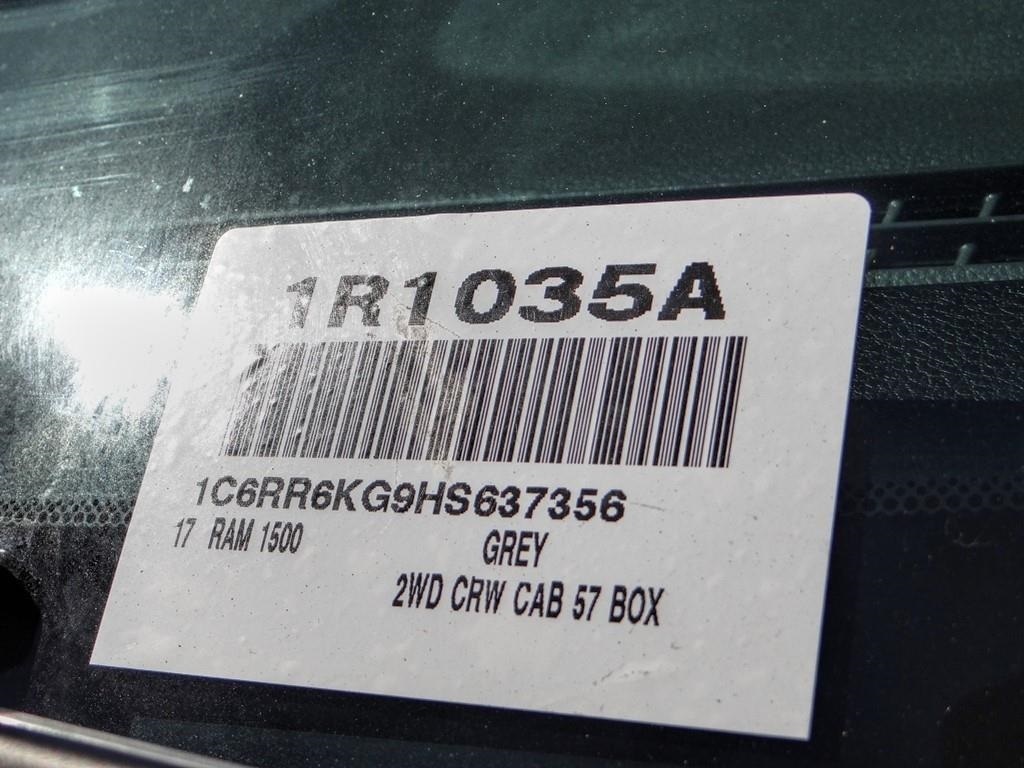 1R1035A
1C6RR6KG9HS637356
17 RAM 1500 GREY
2WD CRW CAB 57 BOX